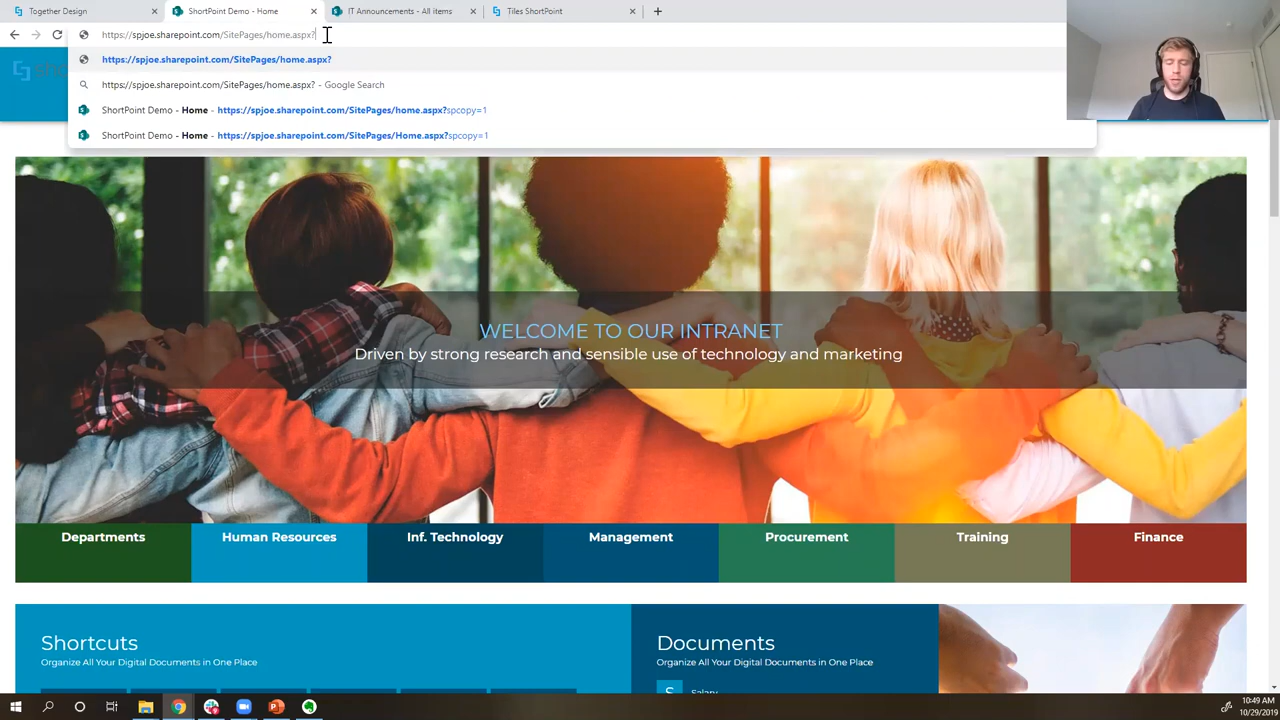 Together Design
ShortPoint Demo - Home
IT Announcements - All items
Tiles ShortPoint
https://spjoe.sharepoint.com/SitePages/home.aspx?
https://spjoe.sharepoint.com/SitePages/home.aspx?
https://spjoe.sharepoint.com/SitePages/home.aspx? - Google Search
ShortPoint Demo - Home - https://spjoe.sharepoint.com/SitePages/home.aspx?spcopy=1
ShortPoint Demo - Home - https://spjoe.sharepoint.com/SitePages/Home.aspx?spcopy=1
WELCOME TO OUR INTRANET
Driven by strong research and sensible use of technology and marketing
Departments
Human Resources
Inf. Technology
Management
Procurement
Training
Finance
Shortcuts
Organize All Your Digital Documents in One Place
Documents
Organize All Your Digital Documents in One Place
S
Salary
10:49 AM
10/29/2019